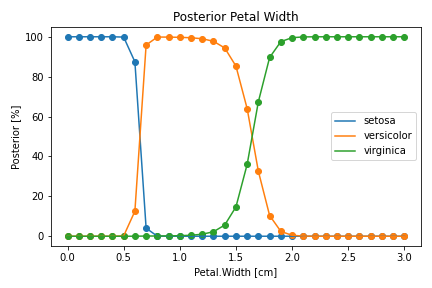 Posterior Petal Width
Posterior [%]
100
80
60
40
20
0
setosa
versicolor
virginica
0.0 0.5 1.0 1.5 2.0 2.5 3.0
Petal.Width [cm]